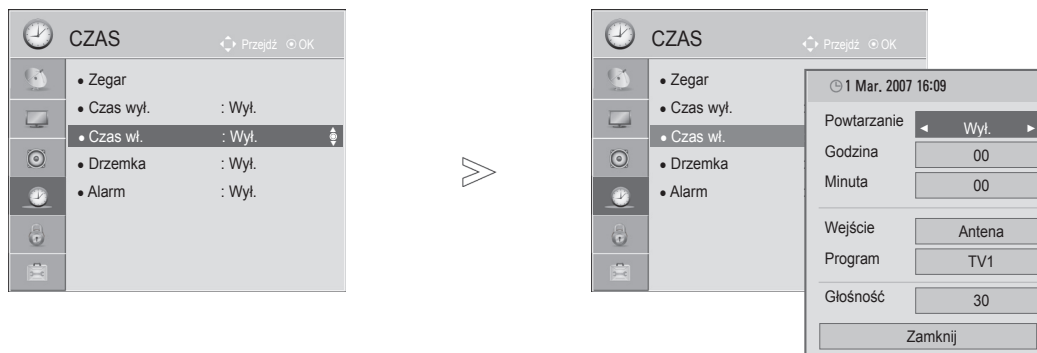 CZAS
Przejdź OK
• Zegar
• Czas wył. : Wył.
• Czas wł. : Wył.
• Drzemka : Wył.
• Alarm : Wył.
CZAS
Przejdź OK
• Zegar
• Czas wył. :
• Czas wł.
• Drzemka
• Alarm
1 Mar. 2007 16:09
Powtarzanie ◄ Wył. ►
Godzina 00
Minuta 00
Wejście Antena
Program TV1
Głośność 30
Zamknij